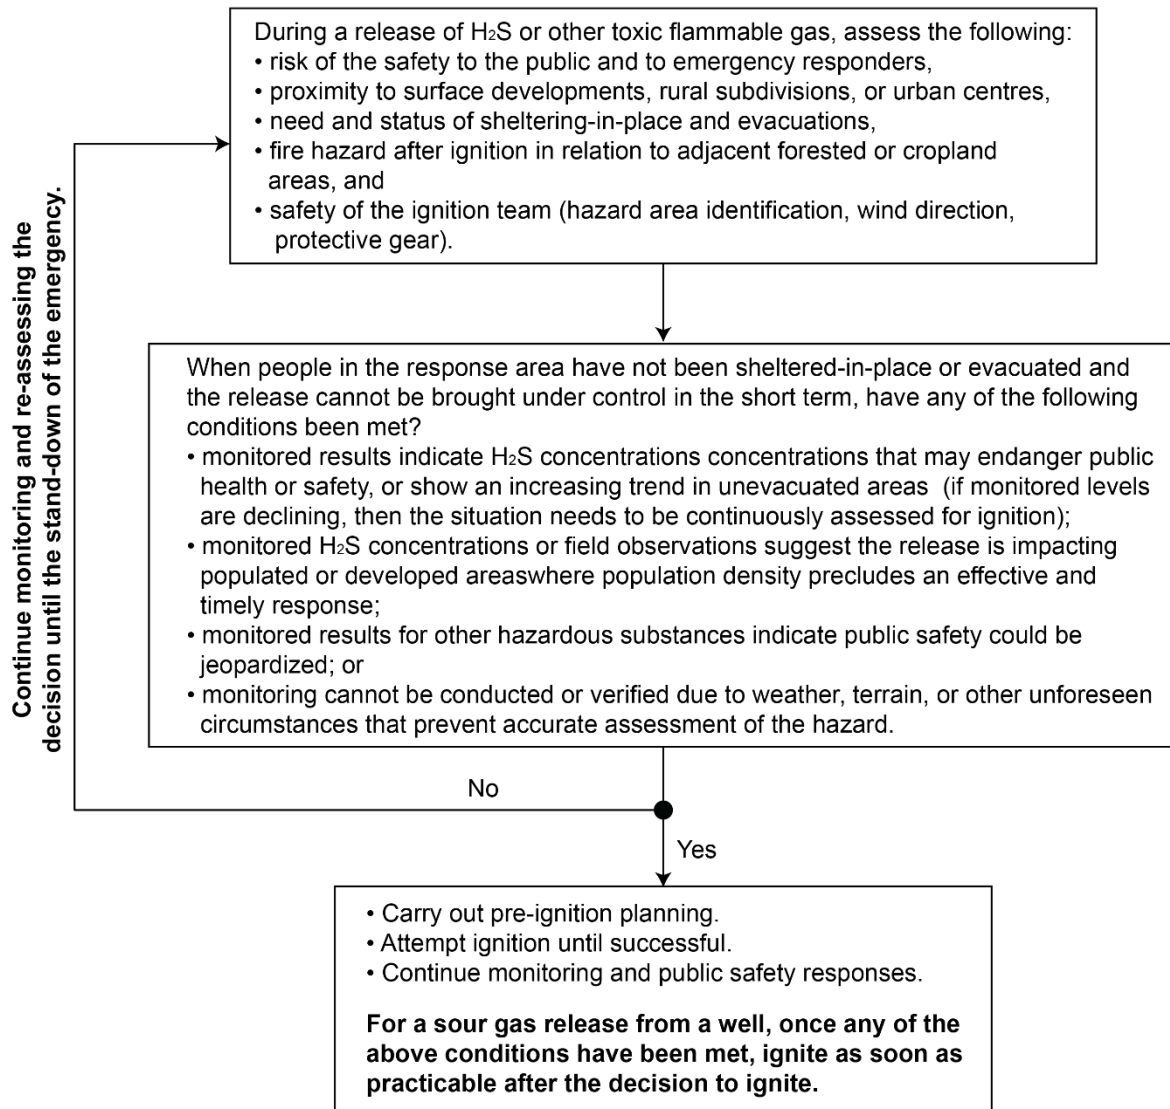 During a release of H₂S or other toxic flammable gas, assess the following:
• risk of the safety to the public and to emergency responders,
• proximity to surface developments, rural subdivisions, or urban centres,
• need and status of sheltering-in-place and evacuations,
• fire hazard after ignition in relation to adjacent forested or cropland
areas, and
• safety of the ignition team (hazard area identification, wind direction,
protective gear).
Continue monitoring and re-assessing the
decision until the stand-down of the emergency.
When people in the response area have not been sheltered-in-place or evacuated and
the release cannot be brought under control in the short term, have any of the following
conditions been met?
• monitored results indicate H₂S concentrations concentrations that may endanger public
health or safety, or show an increasing trend in unevacuated areas (if monitored levels
are declining, then the situation needs to be continuously assessed for ignition);
• monitored H₂S concentrations or field observations suggest the release is impacting
populated or developed areaswhere population density precludes an effective and
timely response;
• monitored results for other hazardous substances indicate public safety could be
jeopardized; or
• monitoring cannot be conducted or verified due to weather, terrain, or other unforeseen
circumstances that prevent accurate assessment of the hazard.
No
Yes
• Carry out pre-ignition planning.
• Attempt ignition until successful.
• Continue monitoring and public safety responses.
For a sour gas release from a well, once any of the
above conditions have been met, ignite as soon as
practicable after the decision to ignite.